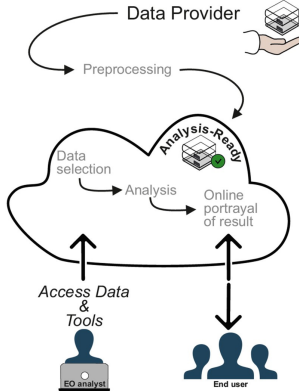 Data Provider
Preprocessing
Analysis-Ready
Data
selection
Analysis
Online
portrayal
of result
Access Data
&
Tools
EO analyst
End user